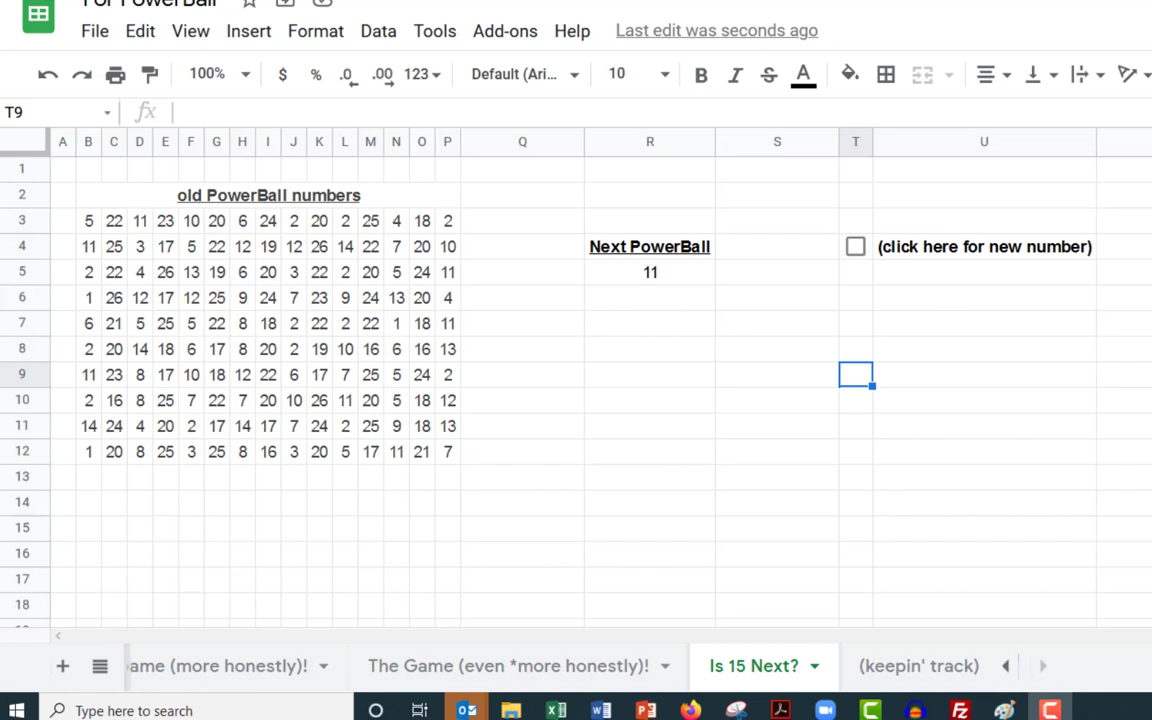 For PowerBall
File Edit View Insert Format Data Tools Add-ons Help Last edit was seconds ago
100% $ % .0 .00 123 Default (Ari... 10 B I S A
T9 fx
A B C D E F G H I J K L M N O P Q R S T U
1
2 old PowerBall numbers
3 5 22 11 23 10 20 6 24 2 20 2 25 4 18 2
4 11 25 3 17 5 22 12 19 12 26 14 22 7 20 10 Next PowerBall (click here for new number)
5 2 22 4 26 13 19 6 20 3 22 2 20 5 24 11 11
6 1 26 12 17 12 25 9 24 7 23 9 24 13 20 4
7 6 21 5 25 5 22 8 18 2 22 2 22 1 18 11
8 2 20 14 18 6 17 8 20 2 19 10 16 6 16 13
9 11 23 8 17 10 18 12 22 6 17 7 25 5 24 2
10 2 16 8 25 7 22 7 20 10 26 11 20 5 18 12
11 14 24 4 20 2 17 14 17 7 24 2 25 9 18 13
12 1 20 8 25 3 25 8 16 3 20 5 17 11 21 7
13
14
15
16
17
18
ame (more honestly)! The Game (even *more honestly)! Is 15 Next? (keepin' track)
Type here to search